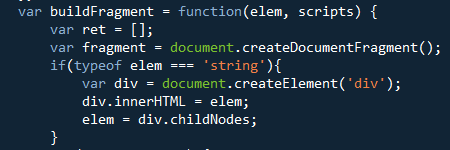 var buildFragment = function(elem, scripts) {
    var ret = [];
    var fragment = document.createDocumentFragment();
    if(typeof elem === 'string'){
        var div = document.createElement('div');
        div.innerHTML = elem;
        elem = div.childNodes;
    }